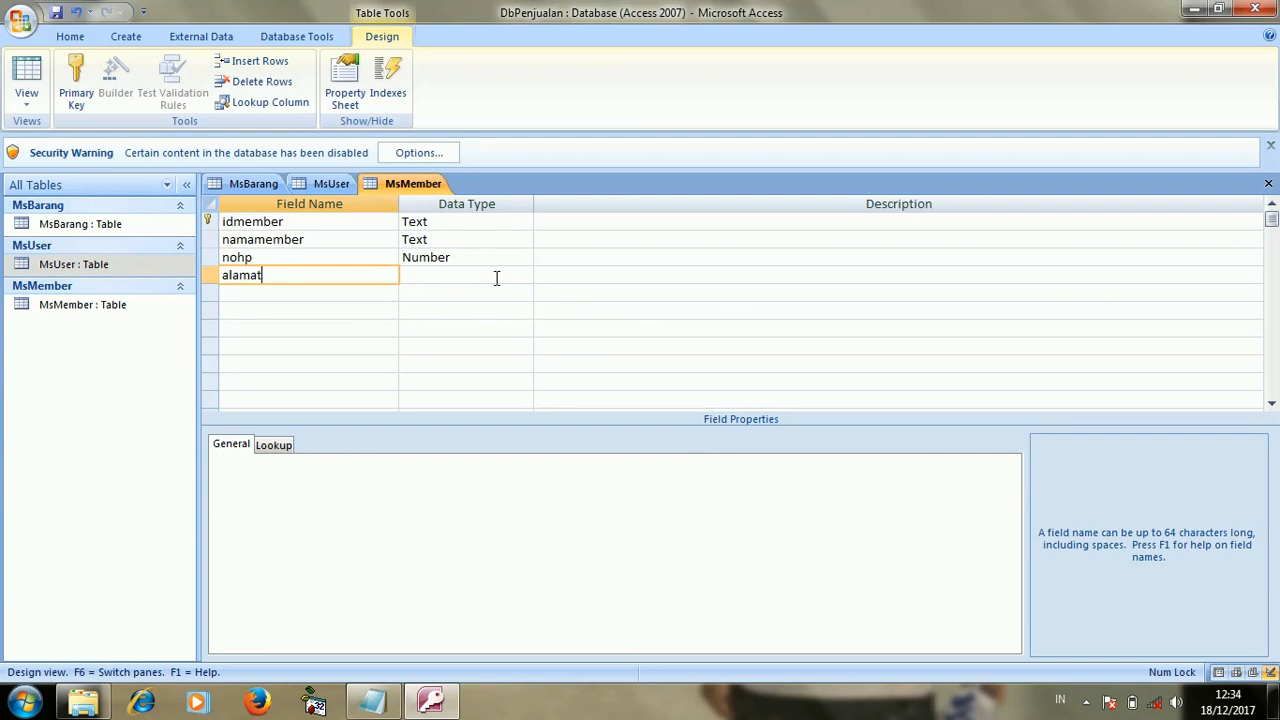 Table Tools
DbPenjualan : Database (Access 2007) - Microsoft Access
Home
Create
External Data
Database Tools
Design
View
Primary Key
Builder
Test Validation Rules
Insert Rows
Delete Rows
Lookup Column
Property Sheet
Indexes
Views
Tools
Show/Hide
Security Warning
Certain content in the database has been disabled
Options...
All Tables
MsBarang
MsBarang : Table
MsUser
MsUser : Table
MsMember
MsMember : Table
MsBarang
MsUser
MsMember
Field Name
Data Type
Description
idmember
Text
namamember
Text
nohp
Number
alamat
Field Properties
General
Lookup
A field name can be up to 64 characters long,
including spaces. Press F1 for help on field
names.
Design view. F6 = Switch panes. F1 = Help.
Num Lock
32
IN
12:34
18/12/2017